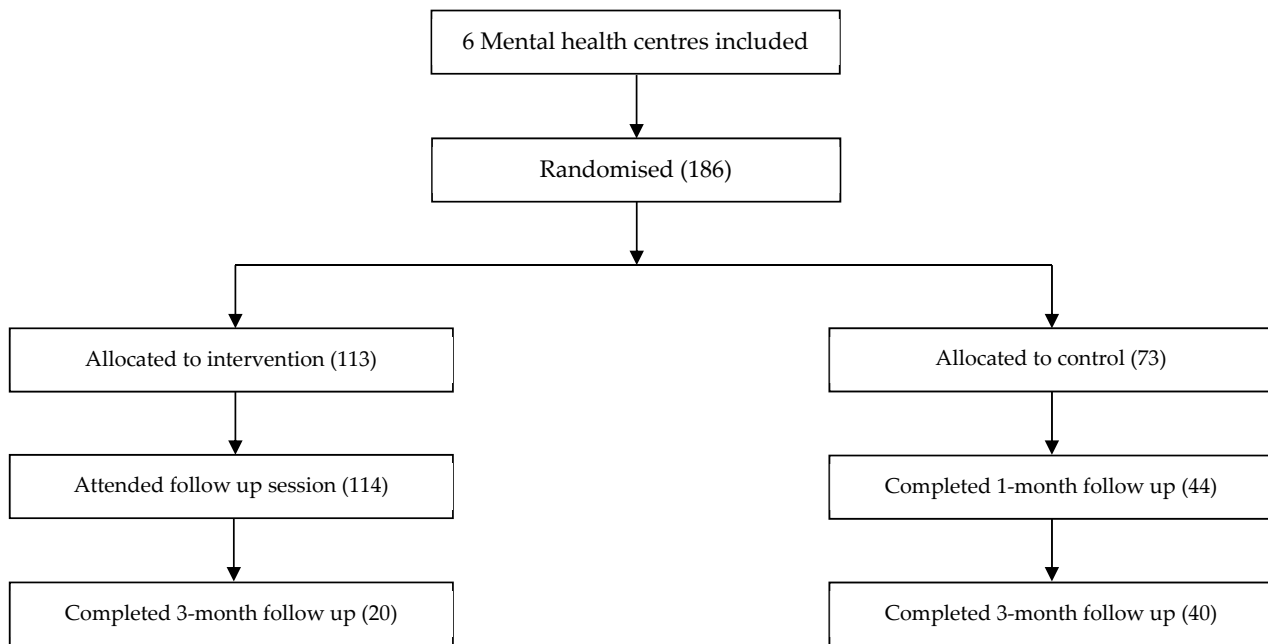 6 Mental health centres included
Randomised (186)
Allocated to intervention (113)
Allocated to control (73)
Attended follow up session (114)
Completed 1-month follow up (44)
Completed 3-month follow up (20)
Completed 3-month follow up (40)